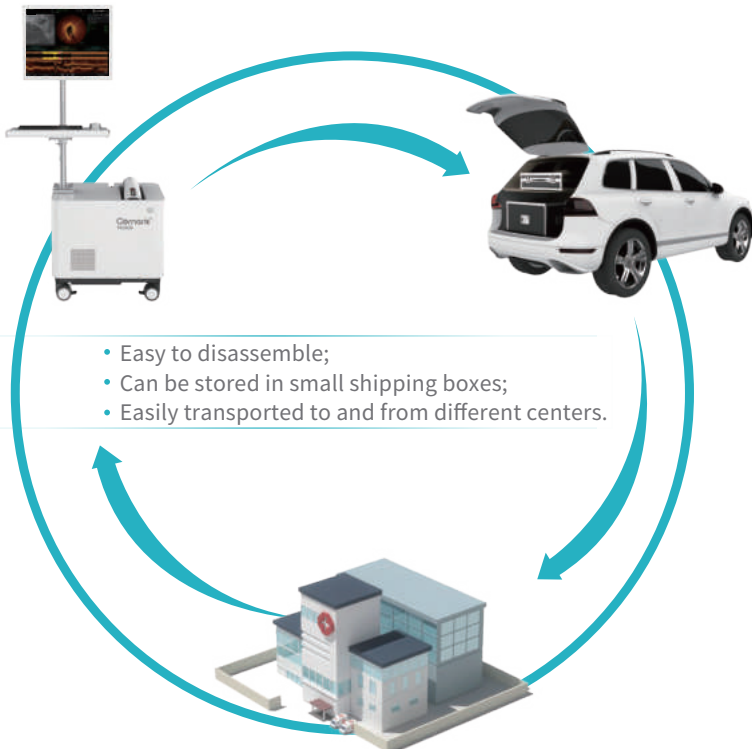 • Easy to disassemble;
• Can be stored in small shipping boxes;
• Easily transported to and from different centers.